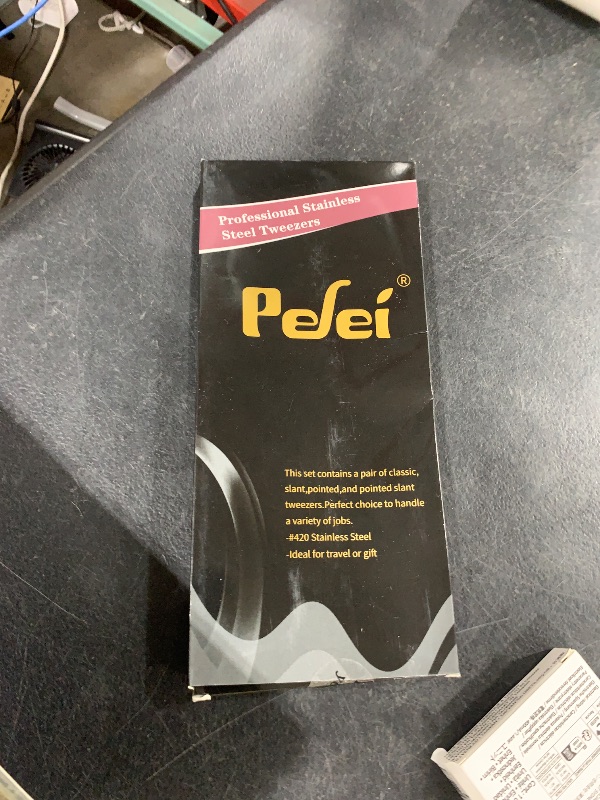 Professional Stainless
Steel Tweezers
Pefei®
This set contains a pair of classic,
slant,pointed,and pointed slant
tweezers.Perfect choice to handle
a variety of jobs.
-#420 Stainless Steel
-Ideal for travel or gift